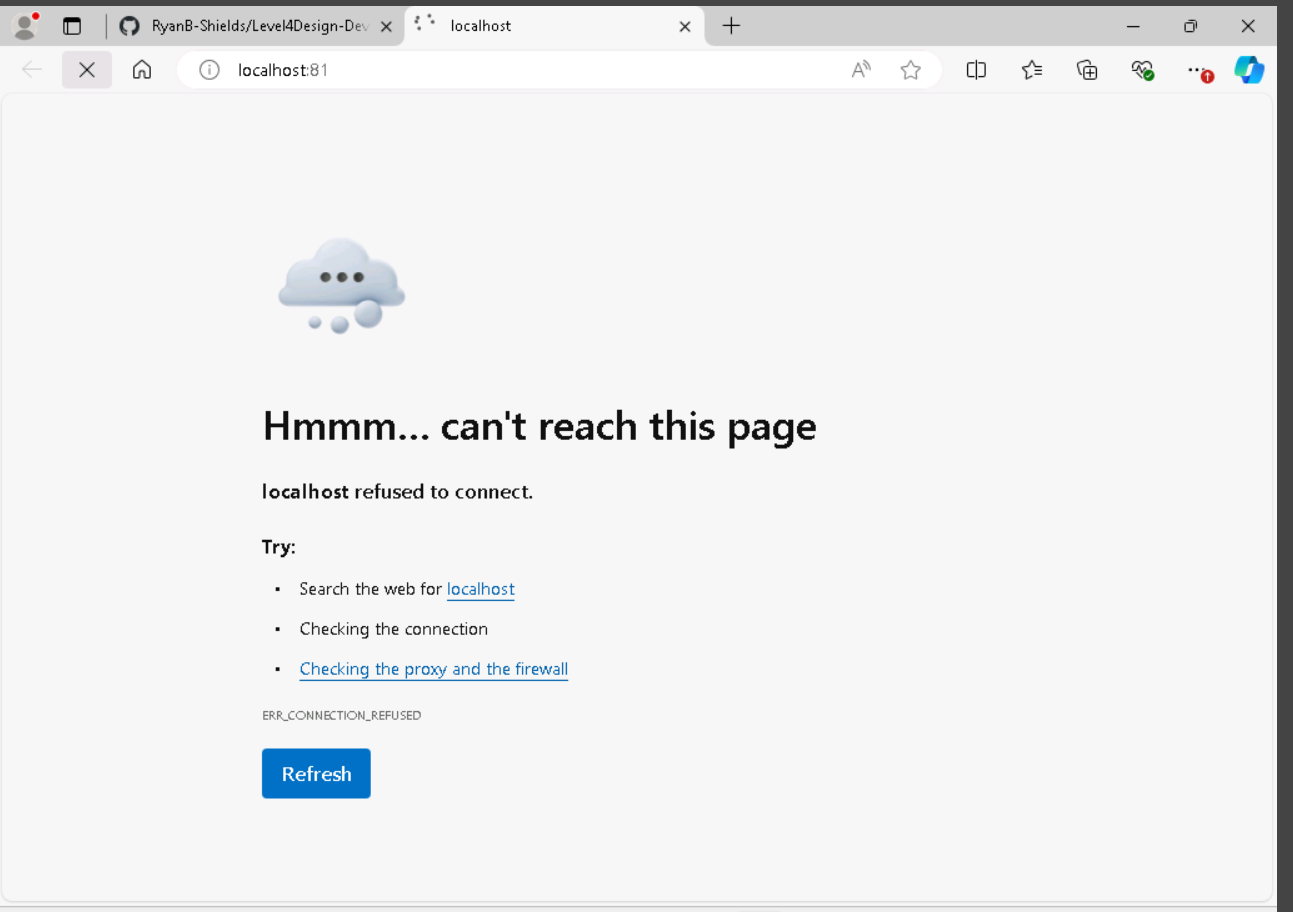 RyanB-Shields/Level4Design-Dev
localhost
localhost:81
Hmmm... can't reach this page
localhost refused to connect.
Try:
• Search the web for localhost
• Checking the connection
• Checking the proxy and the firewall
ERR_CONNECTION_REFUSED
Refresh